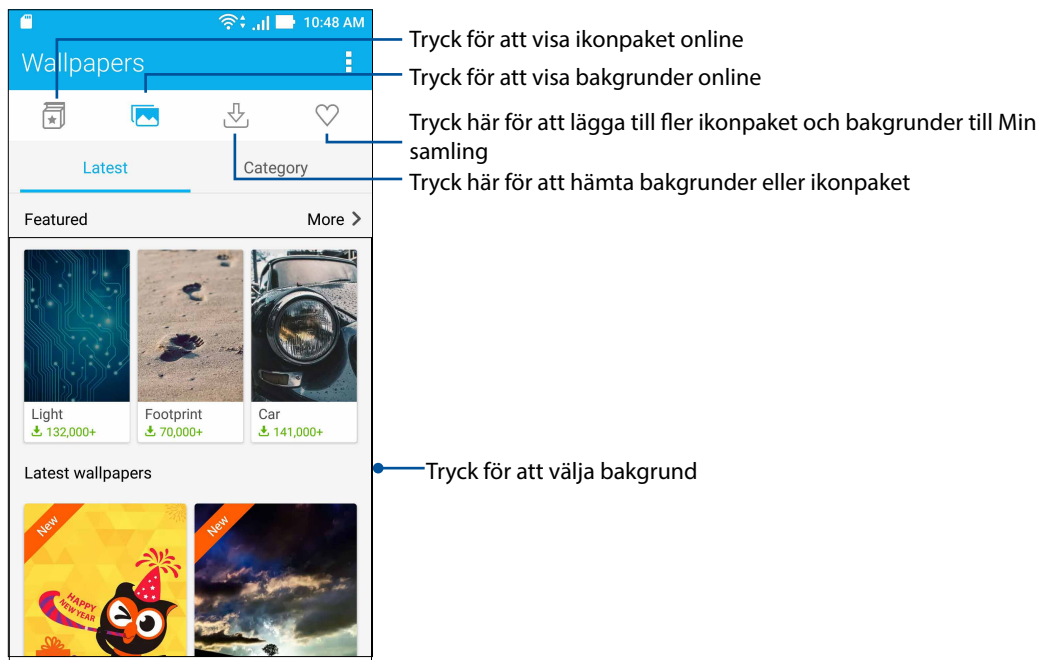 10:48 AM
Wallpapers
Latest
Category
Featured
More
Light
132,000+
Footprint
70,000+
Car
141,000+
Latest wallpapers
New
New
HAPPY
NEW YEAR
Tryck för att visa ikonpaket online
Tryck för att visa bakgrunder online
Tryck här för att lägga till fler ikonpaket och bakgrunder till Min
samling
Tryck här för att hämta bakgrunder eller ikonpaket
Tryck för att välja bakgrund